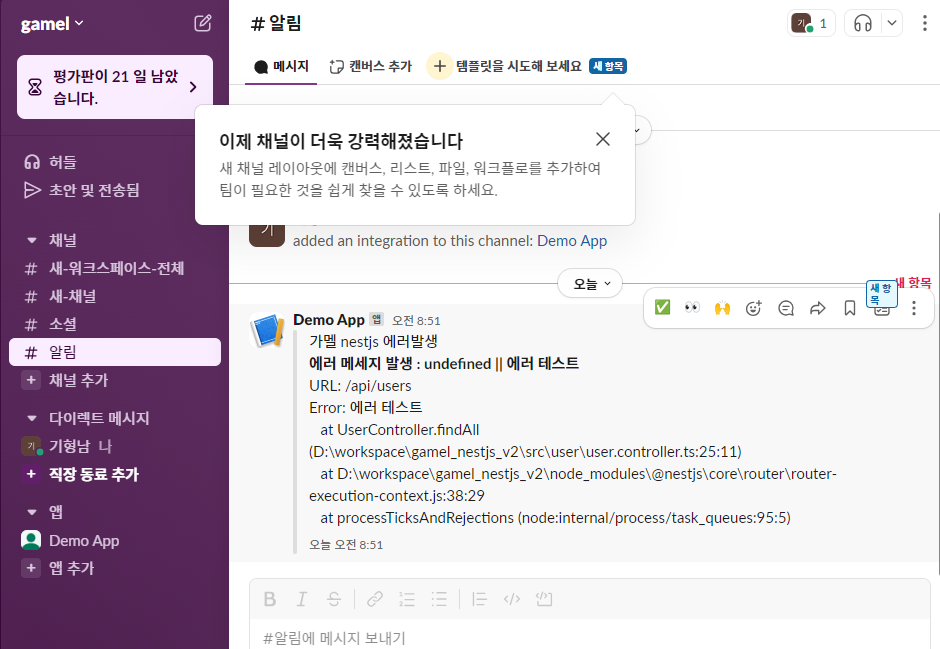 gamel
평가판이 21 일 남았
습니다.
허들
초안 및 전송됨
채널
# 새-워크스페이스-전체
# 새-채널
# 소셜
# 알림
+ 채널 추가
다이렉트 메시지
기 기형남 나
+ 직장 동료 추가
앱
Demo App
+ 앱 추가
# 알림
기 1
메시지
캔버스 추가
+ 템플릿을 시도해 보세요 새 항목
이제 채널이 더욱 강력해졌습니다
새 채널 레이아웃에 캔버스, 리스트, 파일, 워크플로를 추가하여
팀이 필요한 것을 쉽게 찾을 수 있도록 하세요.
기
added an integration to this channel: Demo App
오늘
새 항목
새 항
목
Demo App 앱 오전 8:51
가멜 nestjs 에러발생
에러 메세지 발생 : undefined || 에러 테스트
URL: /api/users
Error: 에러 테스트
at UserController.findAll
(D:\workspace\gamel_nestjs_v2\src\user\user.controller.ts:25:11)
at D:\workspace\gamel_nestjs_v2\node_modules\@nestjs\core\router\router-
execution-context.js:38:29
at processTicksAndRejections (node:internal/process/task_queues:95:5)
오늘 오전 8:51
B I S
#알림에 메시지 보내기